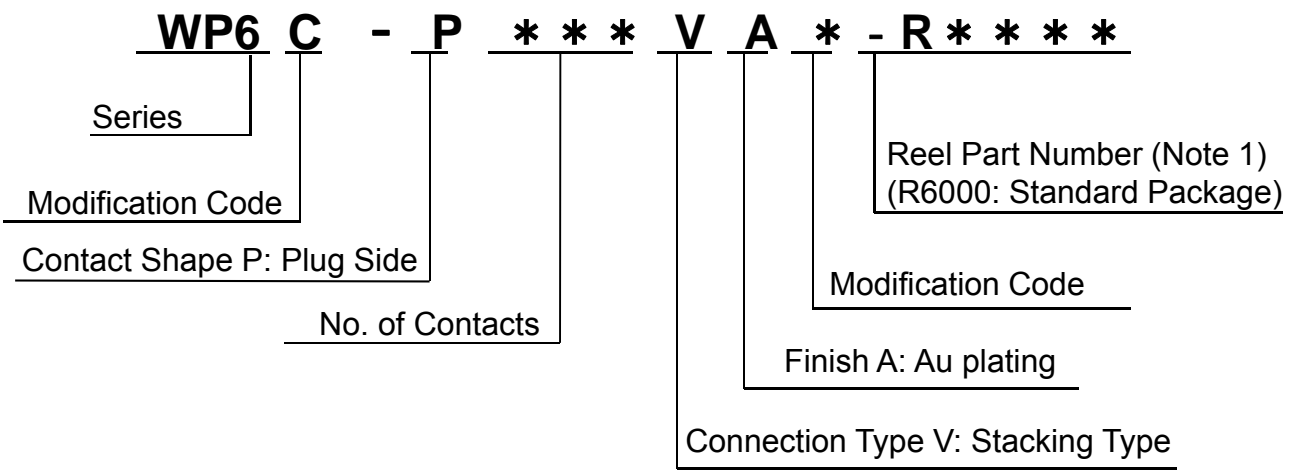 WP6 C - P * * * V A * - R * * * *
Series
Reel Part Number (Note 1)
(R6000: Standard Package)
Modification Code
Contact Shape P: Plug Side
Modification Code
No. of Contacts
Finish A: Au plating
Connection Type V: Stacking Type